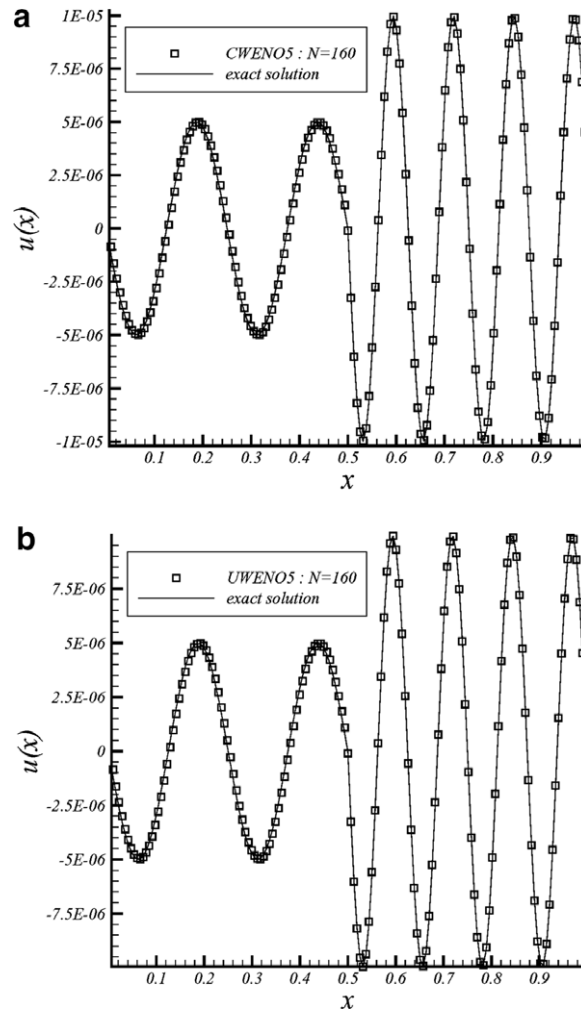 a
1E-05
7.5E-06
5E-06
2.5E-06
0
-2.5E-06
-5E-06
-7.5E-06
-1E-05
u(x)
CWENO5 : N=160
exact solution
0.1 0.2 0.3 0.4 0.5 0.6 0.7 0.8 0.9
x
b
7.5E-06
5E-06
2.5E-06
0
-2.5E-06
-5E-06
-7.5E-06
u(x)
UWENO5 : N=160
exact solution
0.1 0.2 0.3 0.4 0.5 0.6 0.7 0.8 0.9
x